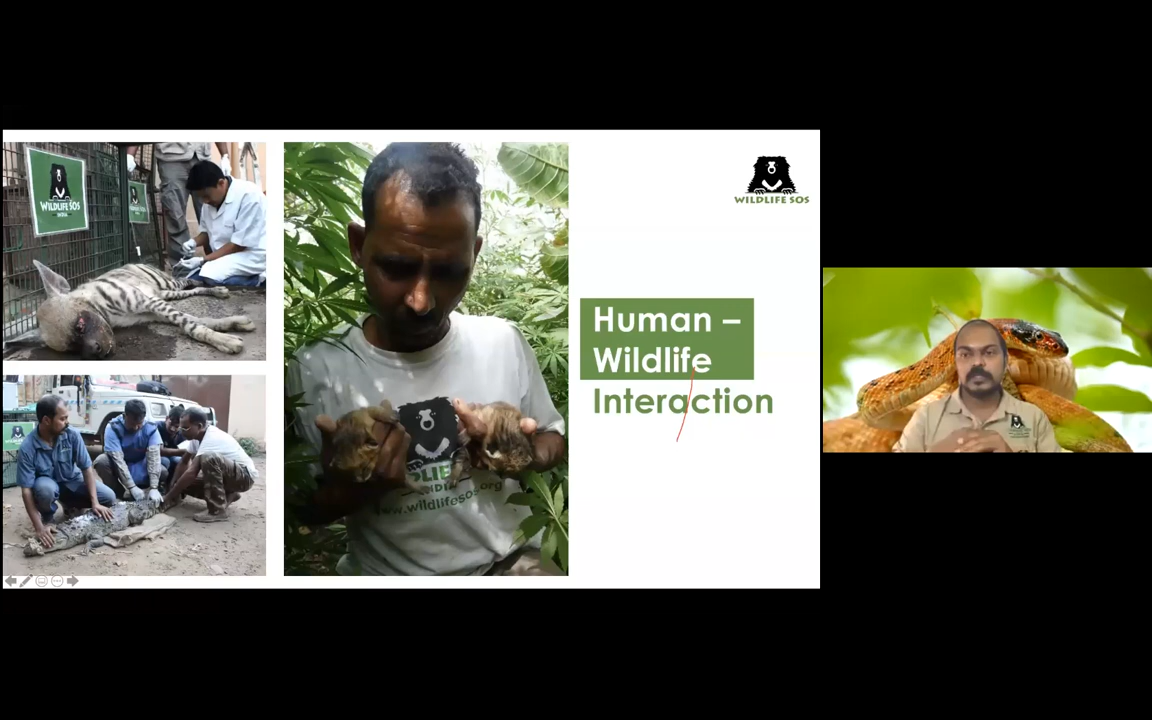 WILDLIFE SOS
INDIA
WILDLIFE SOS
Human –
Wildlife
Interaction
www.wildlifesos.org